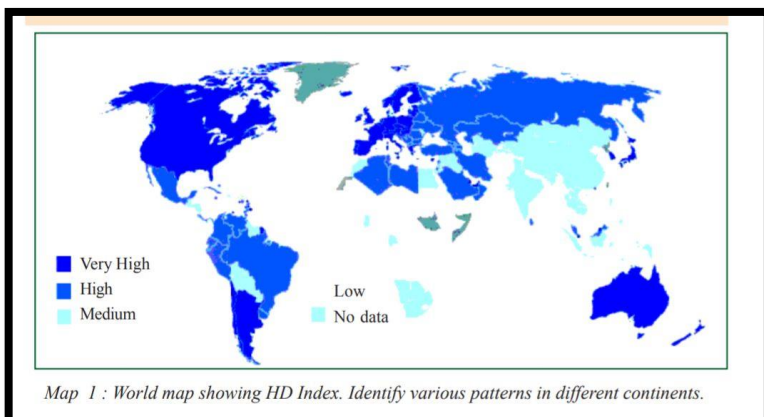 Very High
High
Medium
Low
No data
Map 1 : World map showing HD Index. Identify various patterns in different continents.